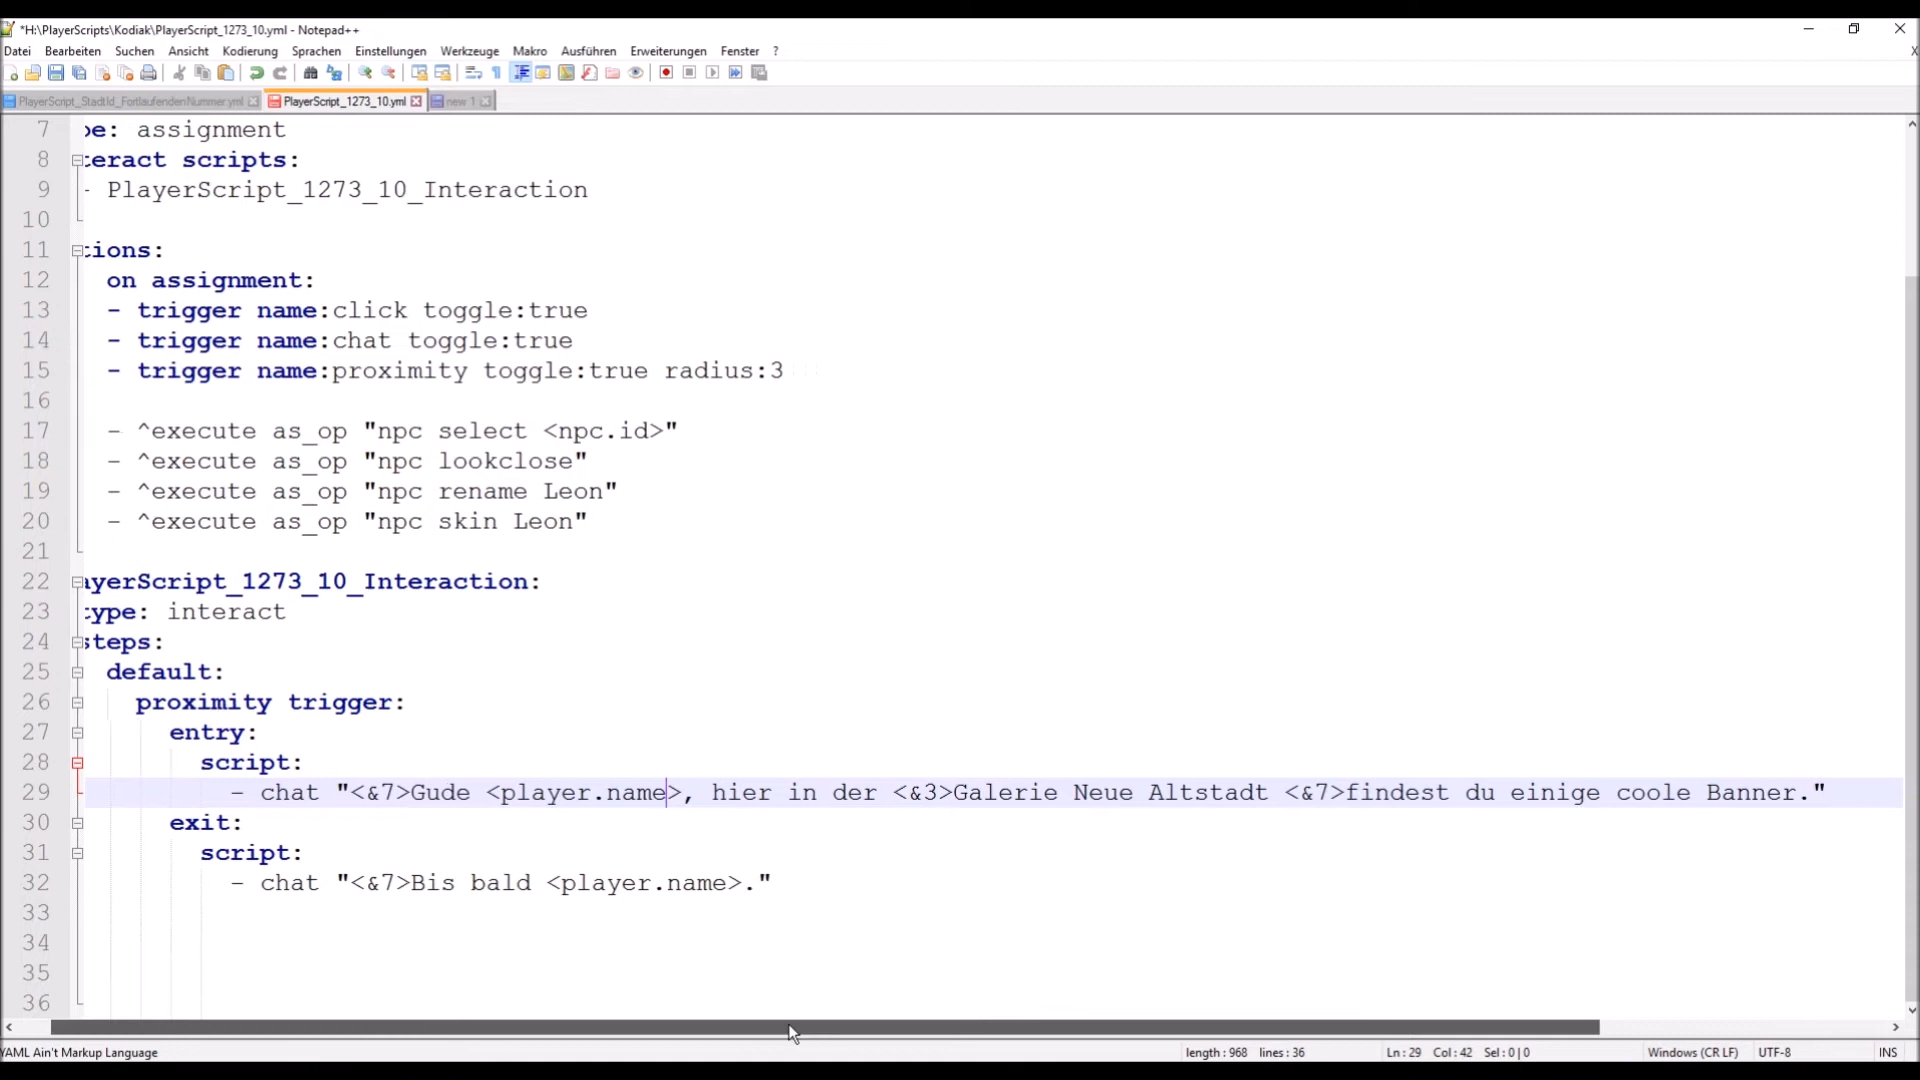 *H:\PlayerScripts\Kodiak\PlayerScript_1273_10.yml - Notepad++
Datei Bearbeiten Suchen Ansicht Kodierung Sprachen Einstellungen Werkzeuge Makro Ausführen Erweiterungen Fenster ?
PlayerScript_StadtId_FortlaufendenNummer.yml PlayerScript_1273_10.yml new 1
7 pe: assignment
8 teract scripts:
9 - PlayerScript_1273_10_Interaction
10
11 tions:
12 on assignment:
13 - trigger name:click toggle:true
14 - trigger name:chat toggle:true
15 - trigger name:proximity toggle:true radius:3
16
17 - ^execute as_op "npc select <npc.id>"
18 - ^execute as_op "npc lookclose"
19 - ^execute as_op "npc rename Leon"
20 - ^execute as_op "npc skin Leon"
21
22 ayerScript_1273_10_Interaction:
23 type: interact
24 steps:
25 default:
26 proximity trigger:
27 entry:
28 script:
29 - chat "<&7>Gude <player.name>, hier in der <&3>Galerie Neue Altstadt <&7>findest du einige coole Banner."
30 exit:
31 script:
32 - chat "<&7>Bis bald <player.name>."
33
34
35
36
YAML Ain't Markup Language length : 968 lines : 36 Ln : 29 Col : 42 Sel : 0 | 0 Windows (CR LF) UTF-8 INS